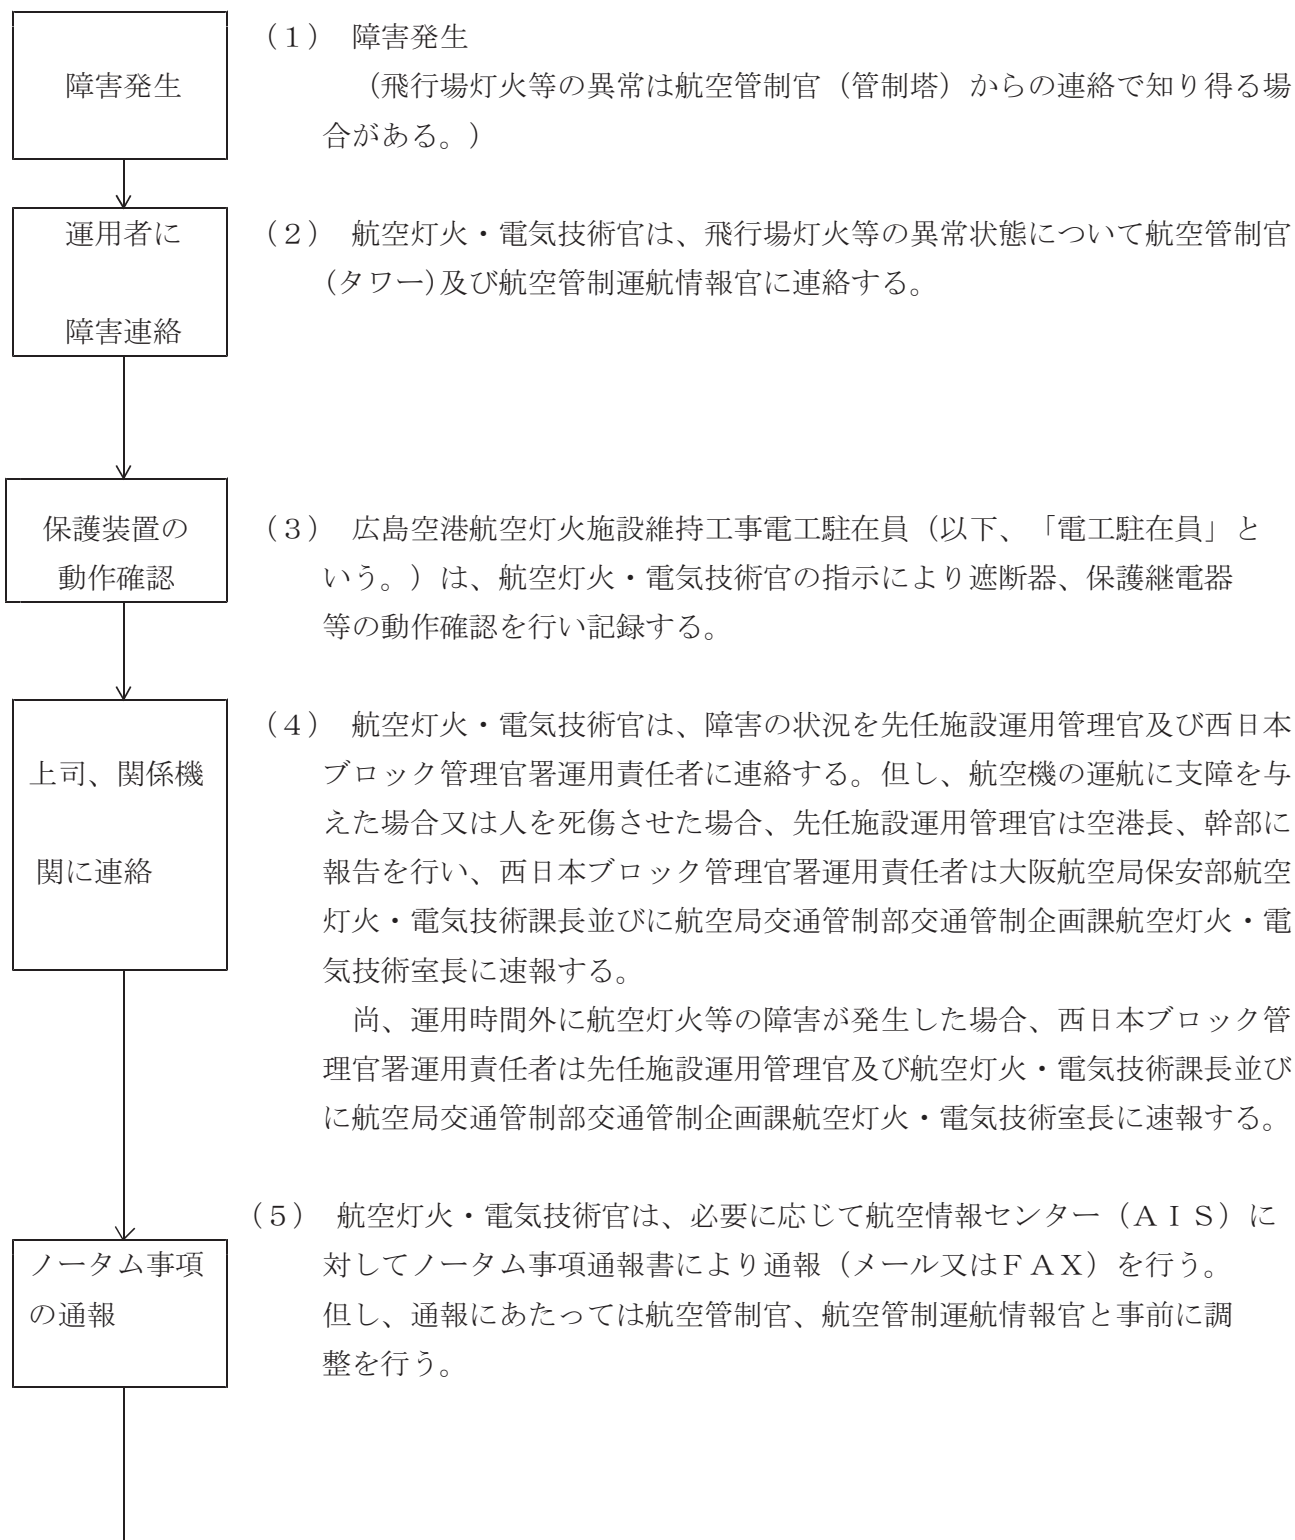 障害発生
（１）　障害発生
（飛行場灯火等の異常は航空管制官（管制塔）からの連絡で知り得る場
合がある。）
運用者に
障害連絡
（２）　航空灯火・電気技術官は、飛行場灯火等の異常状態について航空管制官
(タワー)及び航空管制運航情報官に連絡する。
保護装置の
動作確認
（３）　広島空港航空灯火施設維持工事電工駐在員（以下、「電工駐在員」と
いう。）は、航空灯火・電気技術官の指示により遮断器、保護継電器
等の動作確認を行い記録する。
上司、関係機
関に連絡
（４）　航空灯火・電気技術官は、障害の状況を先任施設運用管理官及び西日本
ブロック管理官署運用責任者に連絡する。但し、航空機の運航に支障を与
えた場合又は人を死傷させた場合、先任施設運用管理官は空港長、幹部に
報告を行い、西日本ブロック管理官署運用責任者は大阪航空局保安部航空
灯火・電気技術課長並びに航空局交通管制部交通管制企画課航空灯火・電
気技術室長に速報する。
尚、運用時間外に航空灯火等の障害が発生した場合、西日本ブロック管
理官署運用責任者は先任施設運用管理官及び航空灯火・電気技術課長並び
に航空局交通管制部交通管制企画課航空灯火・電気技術室長に速報する。
ノータム事項
の通報
（５）　航空灯火・電気技術官は、必要に応じて航空情報センター（ＡＩＳ）に
対してノータム事項通報書により通報（メール又はＦＡＸ）を行う。
但し、通報にあたっては航空管制官、航空管制運航情報官と事前に調
整を行う。